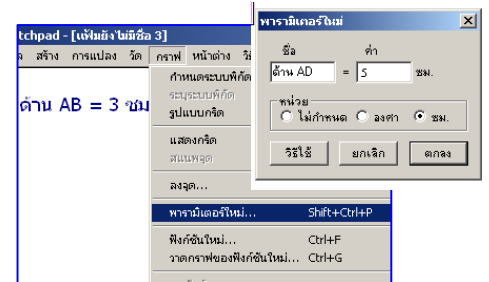 tchpad - [แฟ้มยังไม่มีชื่อ 3]
สร้าง การแปลง วัด กราฟ หน้าต่าง
ด้าน AB = 3 ซม
กำหนดระบบพิกัด
ระบุระบบพิกัด
รูปแบบกริด
แสดงกริด
สแนพจุด
ลงจุด...
พารามิเตอร์ใหม่... Shift+Ctrl+P
ฟังก์ชันใหม่... Ctrl+F
วาดกราฟของฟังก์ชันใหม่... Ctrl+G
พารามิเตอร์ใหม่
ชื่อ ค่า
ด้าน AD = 5 ซม.
หน่วย
ไม่กำหนด องศา ซม.
วิธีใช้ ยกเลิก ตกลง